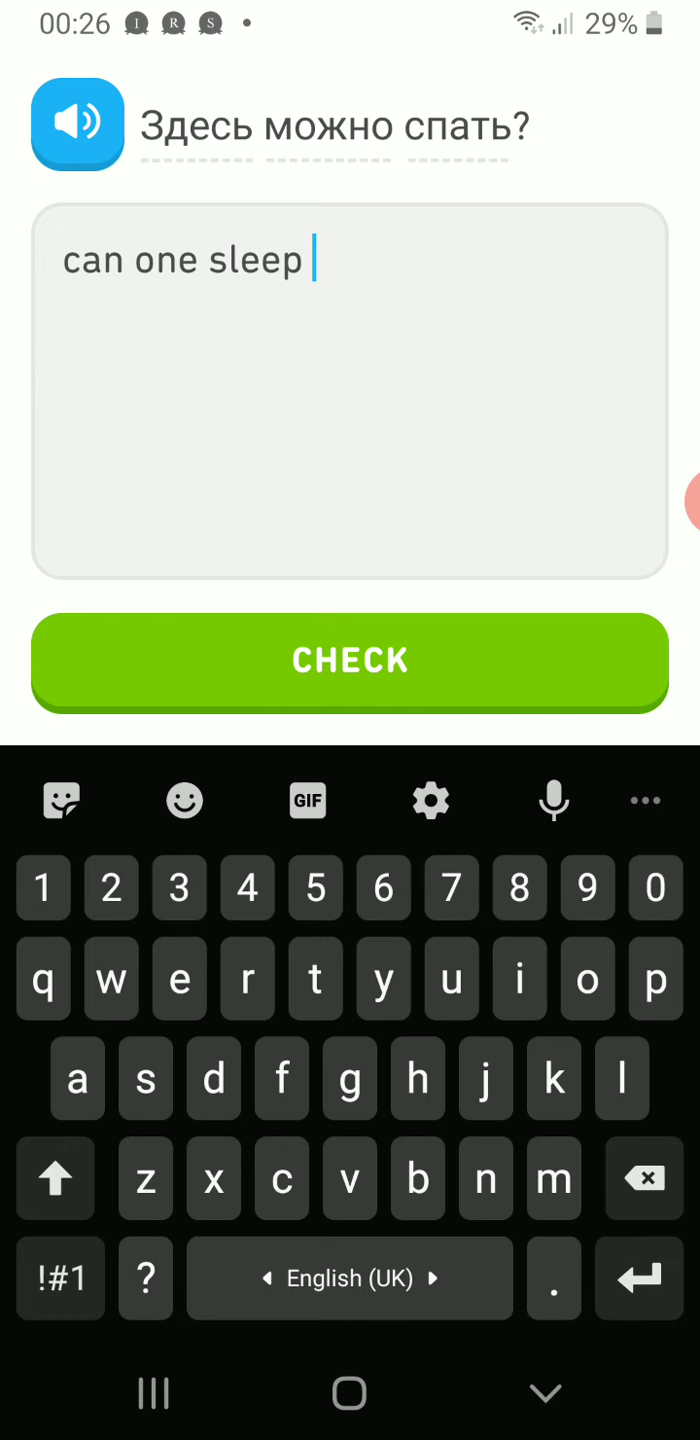 00:26 I R S 29%
Здесь можно спать?
can one sleep
CHECK
GIF
1 2 3 4 5 6 7 8 9 0
q w e r t y u i o p
a s d f g h j k l
z x c v b n m
!#1 ? English (UK) .